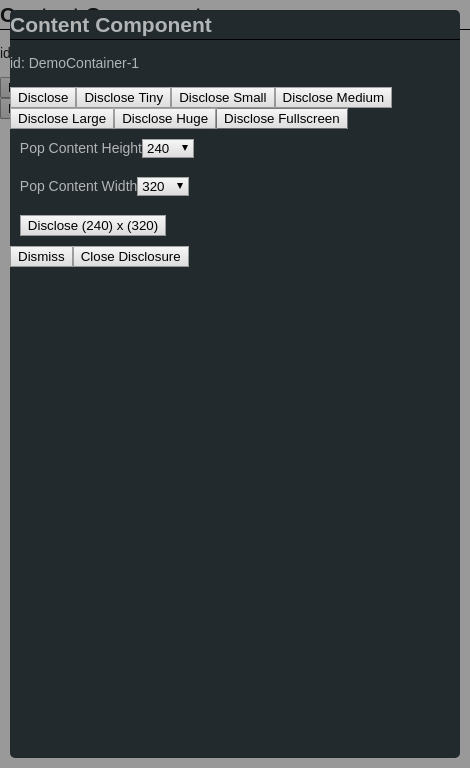 Content Component
id: DemoContainer-1
Disclose Disclose Tiny Disclose Small Disclose Medium
Disclose Large Disclose Huge Disclose Fullscreen
Pop Content Height 240
Pop Content Width 320
Disclose (240) x (320)
Dismiss Close Disclosure